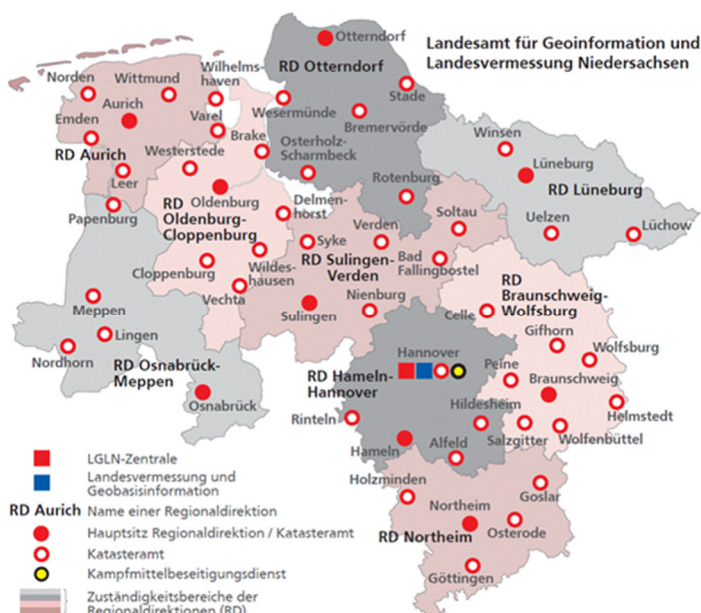 Landesamt für Geoinformation und
Landesvermessung Niedersachsen
Otterndorf
RD Otterndorf
Norden
Wittmund
Wilhelms-
haven
Aurich
Emden
Varel
Wesermünde
Stade
Bremervörde
RD Aurich
Westerstede
Brake
Osterholz-
Scharmbeck
Winsen
Lüneburg
RD Lüneburg
Leer
Papenburg
RD
Oldenburg-
Cloppenburg
Oldenburg
Delmen-
horst
Rotenburg
Soltau
Uelzen
Lüchow
Verden
Syke
RD Sulingen-
Verden
Bad
Fallingbostel
Cloppenburg
Wildes-
hausen
Vechta
Sulingen
Nienburg
Celle
RD
Braunschweig-
Wolfsburg
Gifhorn
Wolfsburg
Meppen
Lingen
Nordhorn
RD Osnabrück-
Meppen
Osnabrück
Hannover
RD Hameln-
Hannover
Peine
Braunschweig
Hildesheim
Helmstedt
Rinteln
Hameln
Alfeld
Salzgitter
Wolfenbüttel
Holzminden
Goslar
Northeim
RD Northeim
Osterode
Göttingen
LGLN-Zentrale
Landesvermessung und
Geobasisinformation
RD Aurich Name einer Regionaldirektion
Hauptsitz Regionaldirektion / Katasteramt
Katasteramt
Kampfmittelbeseitigungsdienst
Zuständigkeitsbereiche der
Regionaldirektionen (RD)